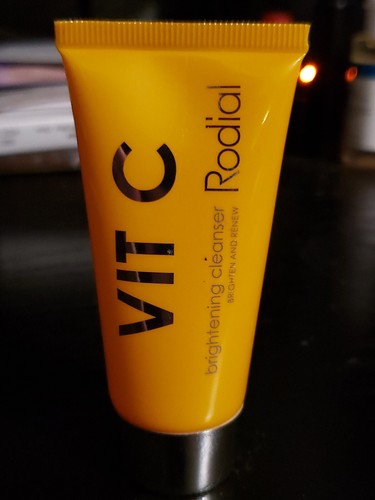 Rodial
VIT C
brightening cleanser
BRIGHTEN AND RENEW